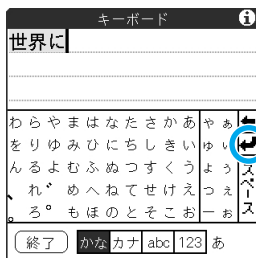 キーボード
世界に
わらやまはなたさかあ ゃぁ
をりゆみひにちしきい ゅぃ
んるよむふぬつすくう ょぅ
、れ゛めへねてせけえ っぇ
。ろ゜もほのとそこお ーぉ
スペース
終了 かな カナ abc 123 あ